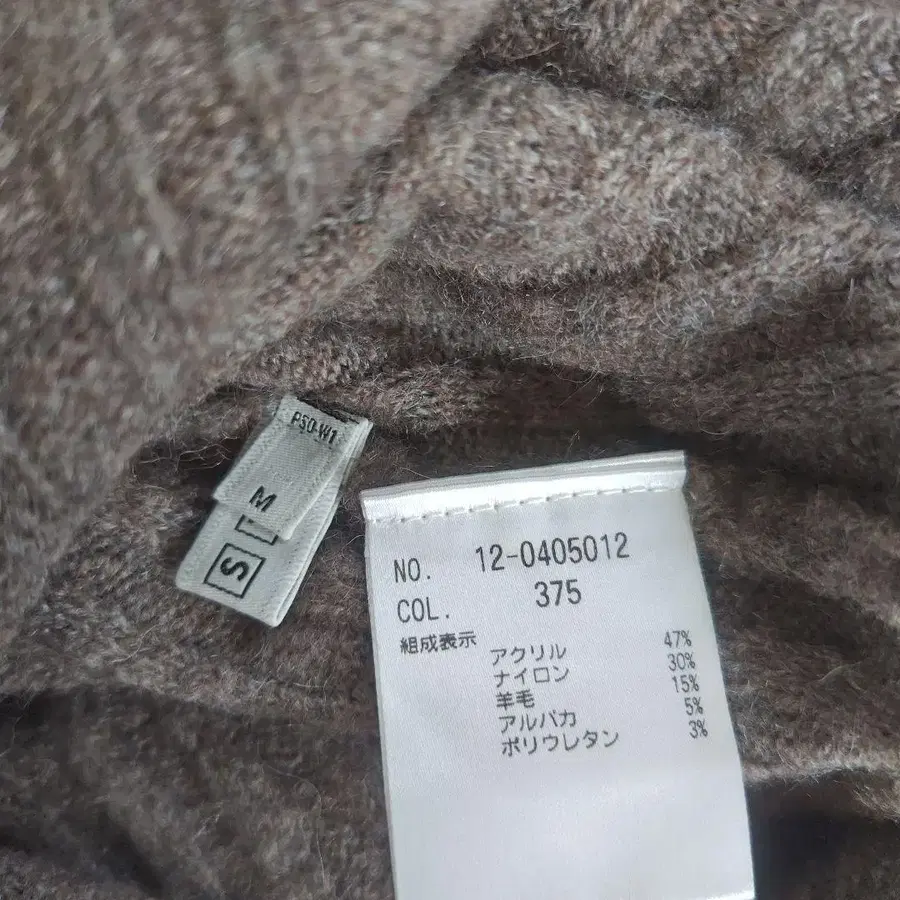 PSO-W1
M
S
NO. 12-0405012
COL. 375
組成表示
アクリル 47%
ナイロン 30%
羊毛 15%
アルパカ 5%
ポリウレタン 3%